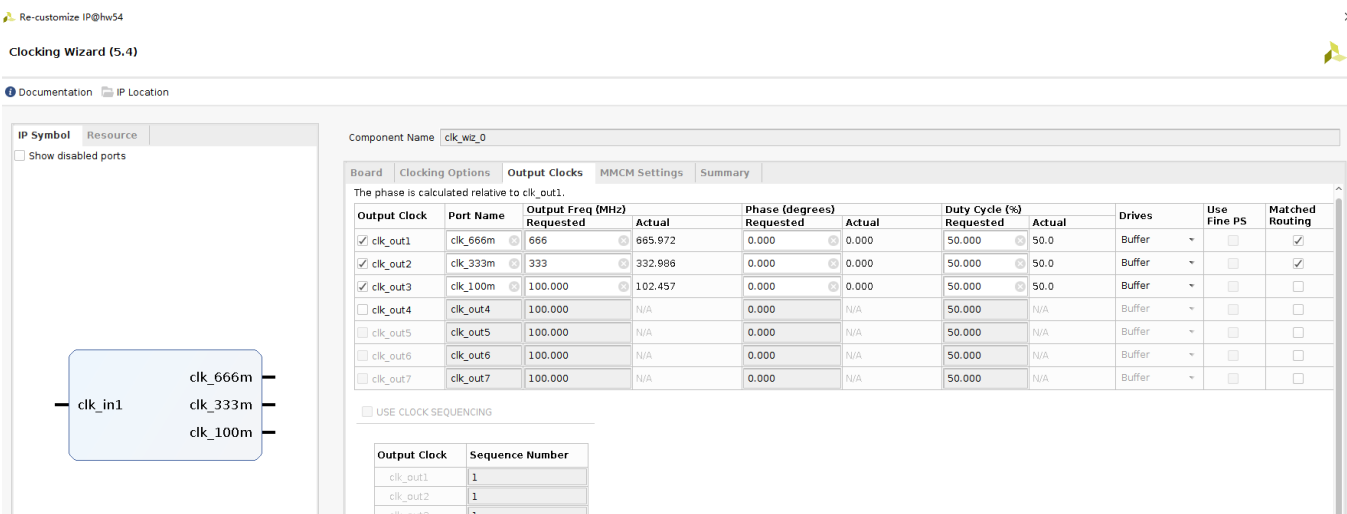 Re-customize IP@hw54
Clocking Wizard (5.4)
Documentation IP Location
IP Symbol Resource
Show disabled ports
clk_in1
clk_666m
clk_333m
clk_100m
Component Name clk_wiz_0
Board Clocking Options Output Clocks MMCM Settings Summary
The phase is calculated relative to clk_out1.
Output Clock Port Name Output Freq (MHz) Phase (degrees) Duty Cycle (%) Drives Use Fine PS Matched Routing
Requested Actual Requested Actual Requested Actual
clk_out1 clk_666m 666 665.972 0.000 0.000 50.000 50.0 Buffer
clk_out2 clk_333m 333 332.986 0.000 0.000 50.000 50.0 Buffer
clk_out3 clk_100m 100.000 102.457 0.000 0.000 50.000 50.0 Buffer
clk_out4 clk_out4 100.000 N/A 0.000 N/A 50.000 N/A Buffer
clk_out5 clk_out5 100.000 N/A 0.000 N/A 50.000 N/A Buffer
clk_out6 clk_out6 100.000 N/A 0.000 N/A 50.000 N/A Buffer
clk_out7 clk_out7 100.000 N/A 0.000 N/A 50.000 N/A Buffer
USE CLOCK SEQUENCING
Output Clock Sequence Number
clk_out1 1
clk_out2 1